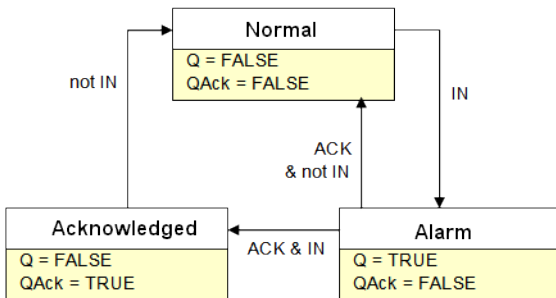 Normal
Q = FALSE
QAck = FALSE
not IN
IN
ACK
& not IN
Acknowledged
Q = FALSE
QAck = TRUE
ACK & IN
Alarm
Q = TRUE
QAck = FALSE